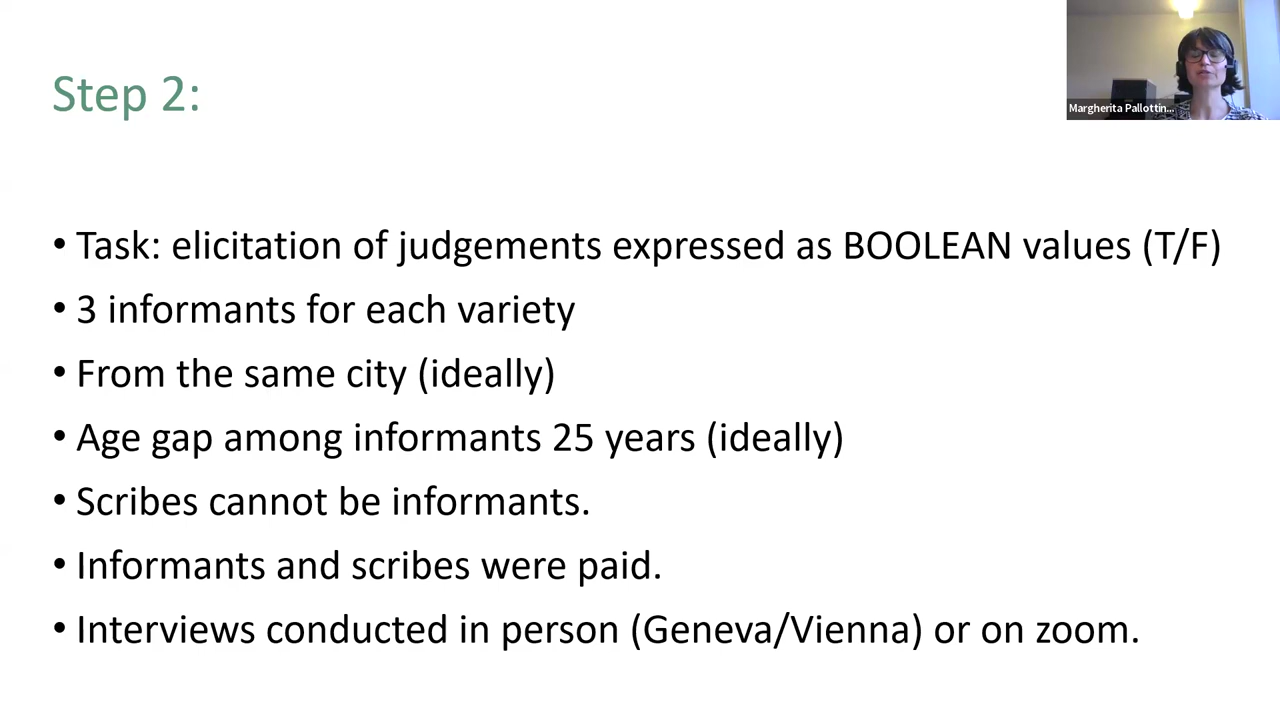 Step 2:
Margherita Pallottin...
• Task: elicitation of judgements expressed as BOOLEAN values (T/F)
• 3 informants for each variety
• From the same city (ideally)
• Age gap among informants 25 years (ideally)
• Scribes cannot be informants.
• Informants and scribes were paid.
• Interviews conducted in person (Geneva/Vienna) or on zoom.